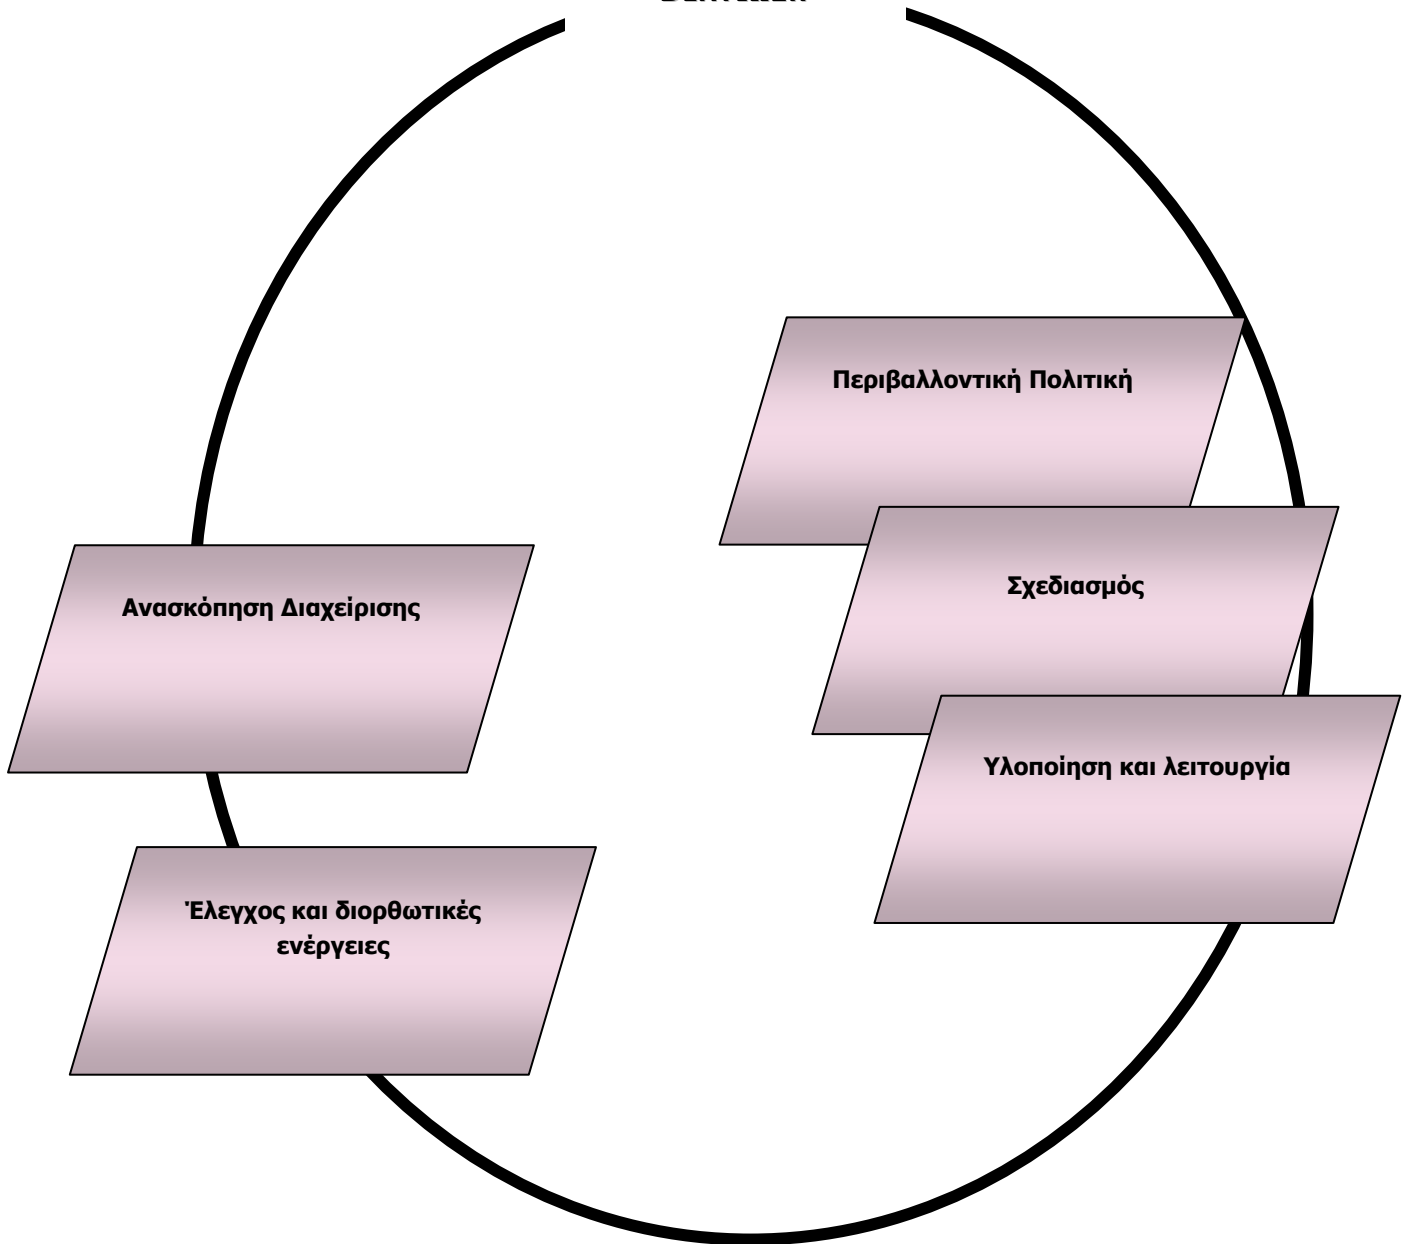 Περιβαλλοντική Πολιτική
Σχεδιασμός
Ανασκόπηση Διαχείρισης
Υλοποίηση και λειτουργία
Έλεγχος και διορθωτικές
ενέργειες